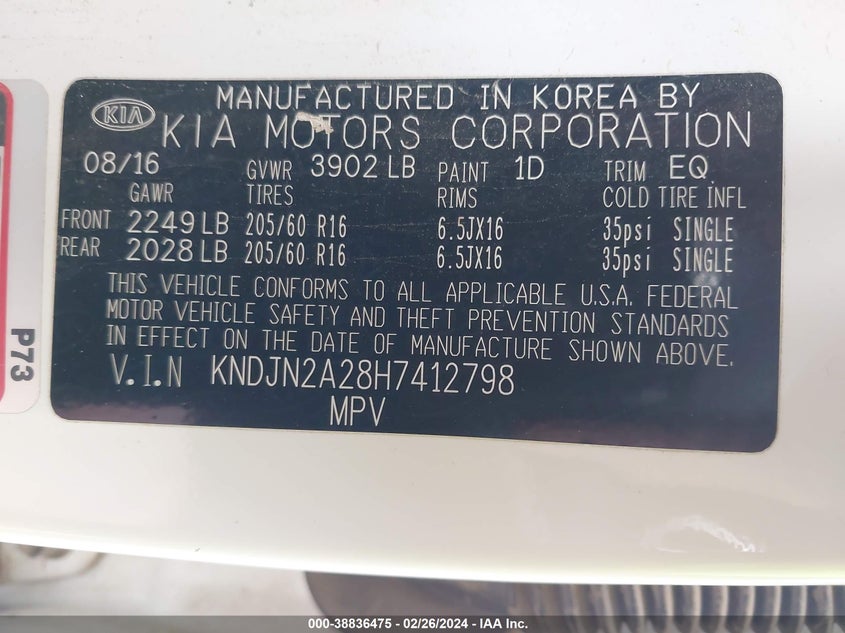 MANUFACTURED IN KOREA BY
KIA KIA MOTORS CORPORATION
08/16 GVWR 3902 LB PAINT 1D TRIM EQ
GAWR TIRES RIMS COLD TIRE INFL
FRONT 2249 LB 205/60 R16 6.5JX16 35psi SINGLE
REAR 2028 LB 205/60 R16 6.5JX16 35psi SINGLE
THIS VEHICLE CONFORMS TO ALL APPLICABLE U.S.A. FEDERAL
MOTOR VEHICLE SAFETY AND THEFT PREVENTION STANDARDS
IN EFFECT ON THE DATE OF MANUFACTURE SHOWN ABOVE.
V.I.N KNDJN2A28H7412798
MPV
P73
000-38836475 - 02/26/2024 - IAA Inc.